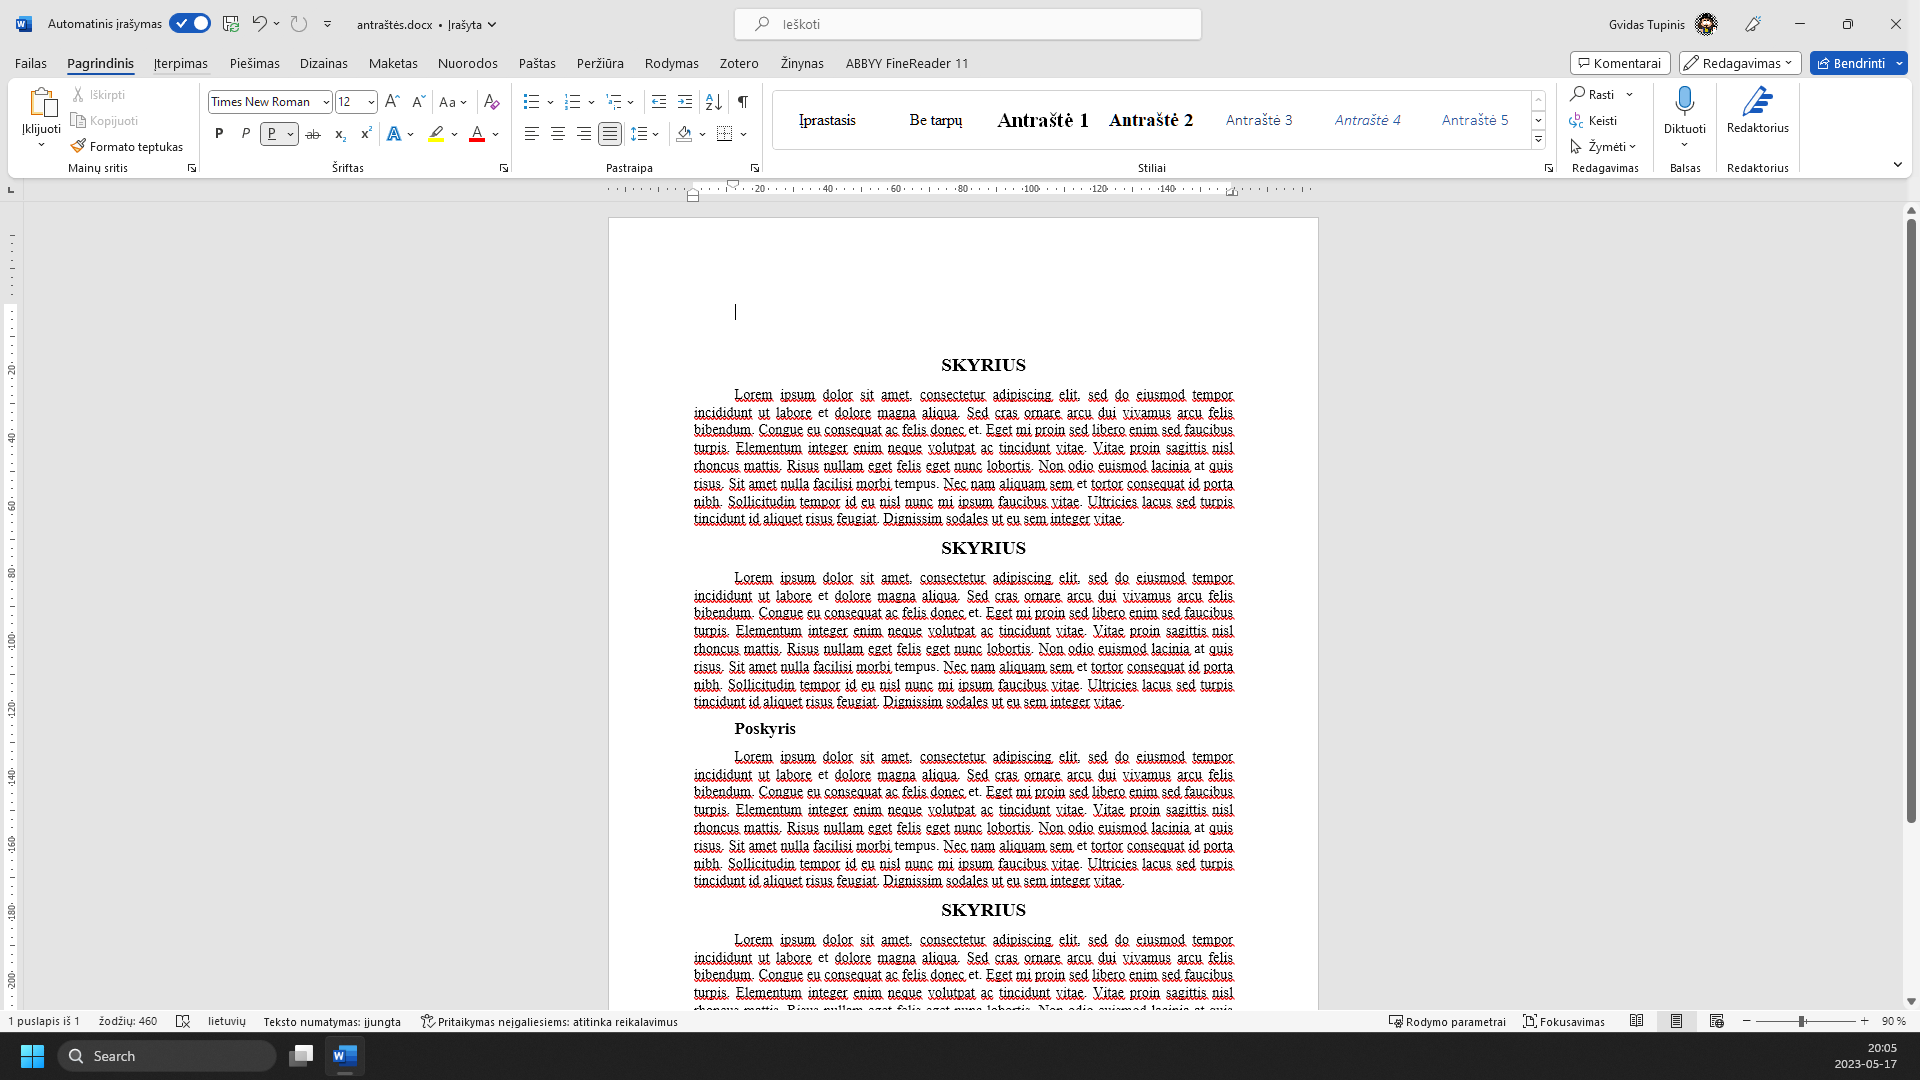 Automatinis įrašymas
antraštės.docx • Įrašyta
Ieškoti
Gvidas Tupinis
Failas Pagrindinis Įterpimas Piešimas Dizainas Maketas Nuorodos Paštas Peržiūra Rodymas Zotero Žinynas ABBYY FineReader 11
Komentarai Redagavimas Bendrinti
Įklijuoti
Iškirpti
Kopijuoti
Formato teptukas
Mainų sritis
Times New Roman 12
Šriftas
Pastraipa
Įprastasis Be tarpų Antraštė 1 Antraštė 2 Antraštė 3 Antraštė 4 Antraštė 5
Stiliai
Rasti
Keisti
Žymėti
Redagavimas
Diktuoti
Balsas
Redaktorius
Redaktorius
20 40 60 80 100 120 140
20 40 60 80 100 120 140 160 180 200
SKYRIUS
Lorem ipsum dolor sit amet, consectetur adipiscing elit, sed do eiusmod tempor
incididunt ut labore et dolore magna aliqua. Sed cras ornare arcu dui vivamus arcu felis
bibendum. Congue eu consequat ac felis donec et. Eget mi proin sed libero enim sed faucibus
turpis. Elementum integer enim neque volutpat ac tincidunt vitae. Vitae proin sagittis nisl
rhoncus mattis. Risus nullam eget felis eget nunc lobortis. Non odio euismod lacinia at quis
risus. Sit amet nulla facilisi morbi tempus. Nec nam aliquam sem et tortor consequat id porta
nibh. Sollicitudin tempor id eu nisl nunc mi ipsum faucibus vitae. Ultricies lacus sed turpis
tincidunt id aliquet risus feugiat. Dignissim sodales ut eu sem integer vitae.
SKYRIUS
Lorem ipsum dolor sit amet, consectetur adipiscing elit, sed do eiusmod tempor
incididunt ut labore et dolore magna aliqua. Sed cras ornare arcu dui vivamus arcu felis
bibendum. Congue eu consequat ac felis donec et. Eget mi proin sed libero enim sed faucibus
turpis. Elementum integer enim neque volutpat ac tincidunt vitae. Vitae proin sagittis nisl
rhoncus mattis. Risus nullam eget felis eget nunc lobortis. Non odio euismod lacinia at quis
risus. Sit amet nulla facilisi morbi tempus. Nec nam aliquam sem et tortor consequat id porta
nibh. Sollicitudin tempor id eu nisl nunc mi ipsum faucibus vitae. Ultricies lacus sed turpis
tincidunt id aliquet risus feugiat. Dignissim sodales ut eu sem integer vitae.
Poskyris
Lorem ipsum dolor sit amet, consectetur adipiscing elit, sed do eiusmod tempor
incididunt ut labore et dolore magna aliqua. Sed cras ornare arcu dui vivamus arcu felis
bibendum. Congue eu consequat ac felis donec et. Eget mi proin sed libero enim sed faucibus
turpis. Elementum integer enim neque volutpat ac tincidunt vitae. Vitae proin sagittis nisl
rhoncus mattis. Risus nullam eget felis eget nunc lobortis. Non odio euismod lacinia at quis
risus. Sit amet nulla facilisi morbi tempus. Nec nam aliquam sem et tortor consequat id porta
nibh. Sollicitudin tempor id eu nisl nunc mi ipsum faucibus vitae. Ultricies lacus sed turpis
tincidunt id aliquet risus feugiat. Dignissim sodales ut eu sem integer vitae.
SKYRIUS
Lorem ipsum dolor sit amet, consectetur adipiscing elit, sed do eiusmod tempor
incididunt ut labore et dolore magna aliqua. Sed cras ornare arcu dui vivamus arcu felis
bibendum. Congue eu consequat ac felis donec et. Eget mi proin sed libero enim sed faucibus
turpis. Elementum integer enim neque volutpat ac tincidunt vitae. Vitae proin sagittis nisl
1 puslapis iš 1 žodžių: 460 lietuvių Teksto numatymas: įjungta Pritaikymas neįgaliesiems: atitinka reikalavimus Rodymo parametrai Fokusavimas 90 %
Search
20:05
2023-05-17